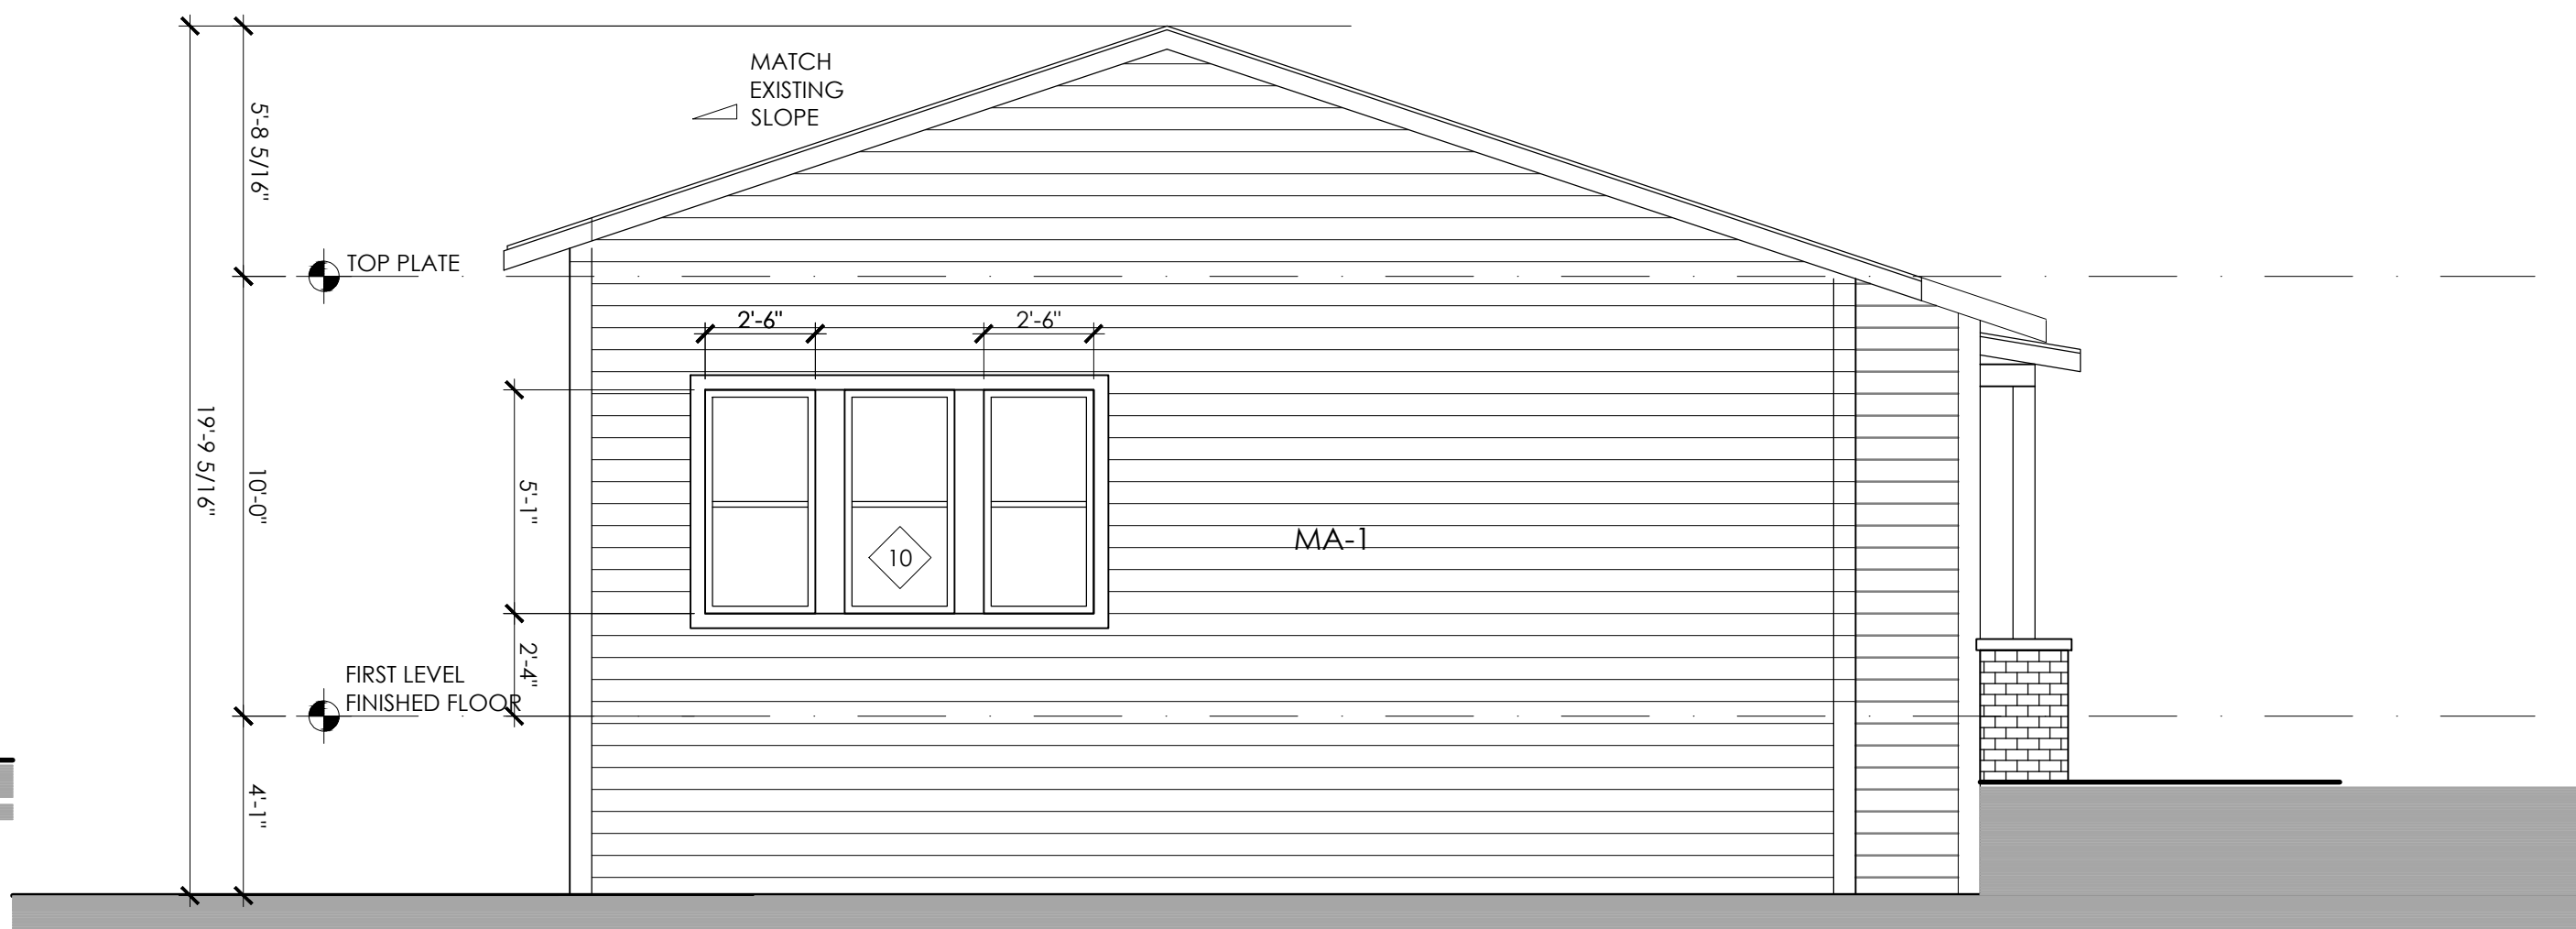 MATCH
EXISTING
SLOPE
5'-8 5/16"
TOP PLATE
2'-6"
2'-6"
19'-9 5/16"
10'-0"
5'-1"
MA-1
10
2'-4"
FIRST LEVEL
FINISHED FLOOR
4'-1"